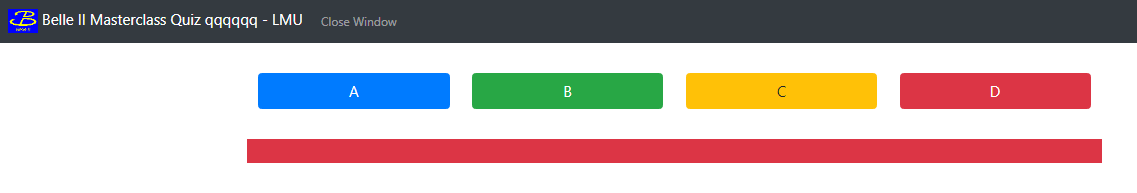 Belle II Masterclass Quiz qqqqqq - LMU Close Window
A B C D